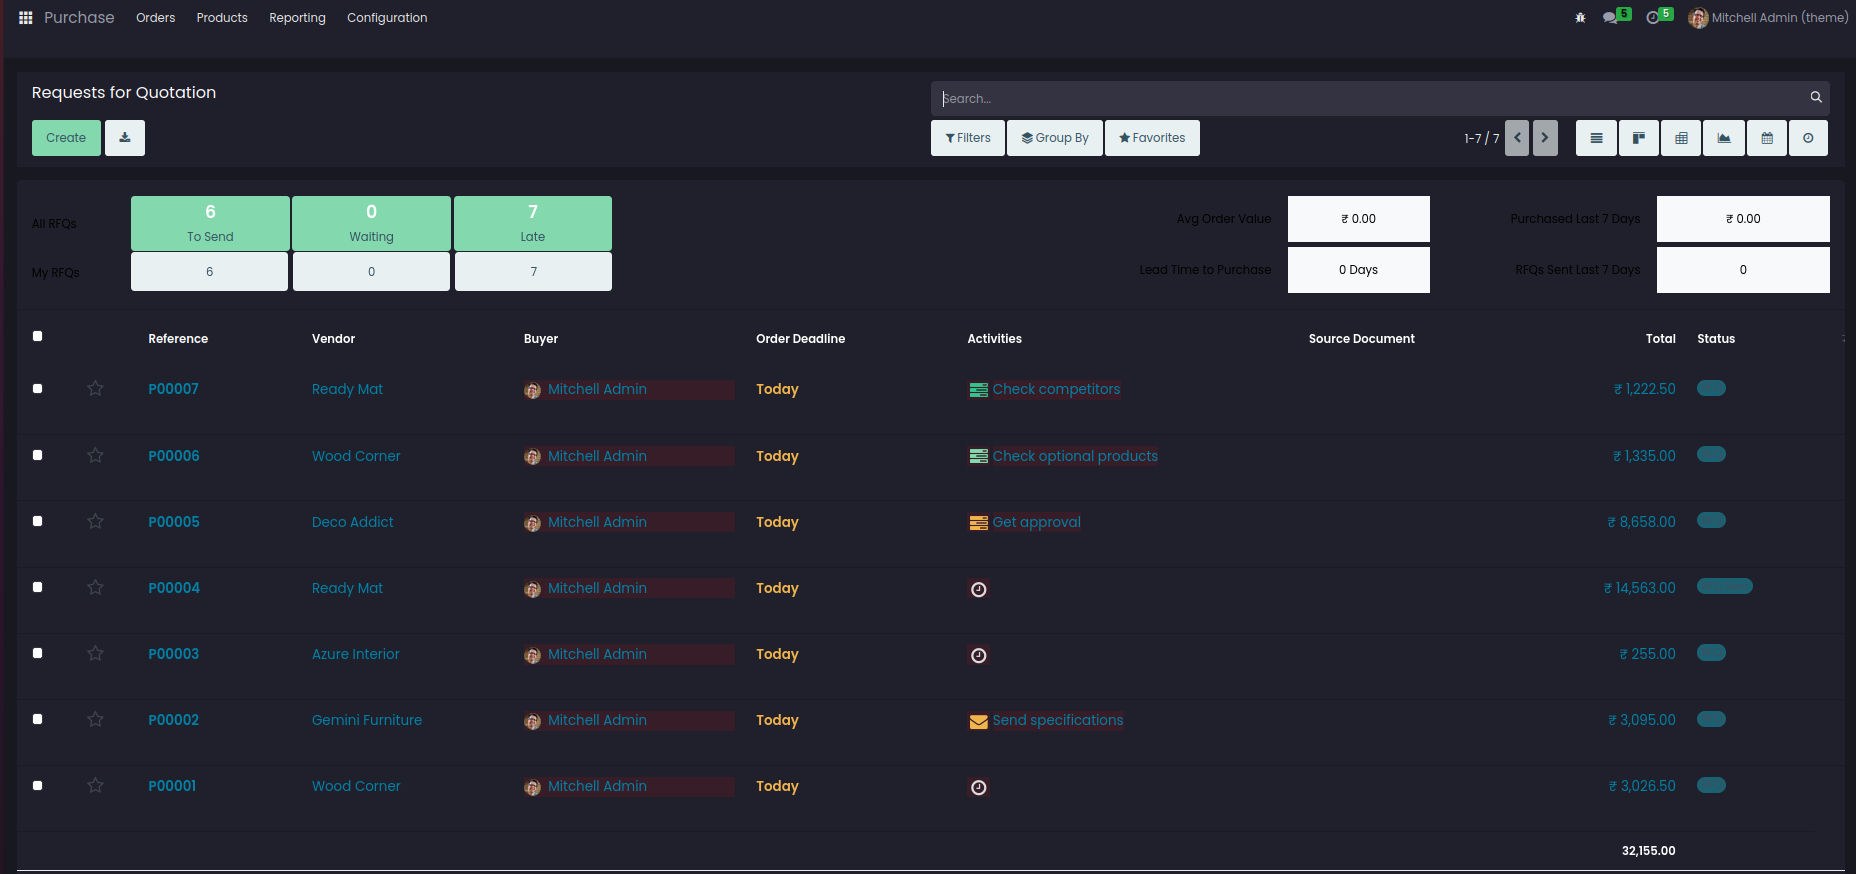 Purchase Orders Products Reporting Configuration 5 5 Mitchell Admin (theme)
Requests for Quotation
Search...
Create Filters Group By Favorites 1-7 / 7
All RFQs 6 To Send 0 Waiting 7 Late Avg Order Value ₹ 0.00 Purchased Last 7 Days ₹ 0.00
My RFQs 6 0 7 Lead Time to Purchase 0 Days RFQs Sent Last 7 Days 0
Reference Vendor Buyer Order Deadline Activities Source Document Total Status
P00007 Ready Mat Mitchell Admin Today Check competitors ₹ 1,222.50
P00006 Wood Corner Mitchell Admin Today Check optional products ₹ 1,335.00
P00005 Deco Addict Mitchell Admin Today Get approval ₹ 8,658.00
P00004 Ready Mat Mitchell Admin Today ₹ 14,563.00
P00003 Azure Interior Mitchell Admin Today ₹ 255.00
P00002 Gemini Furniture Mitchell Admin Today Send specifications ₹ 3,095.00
P00001 Wood Corner Mitchell Admin Today ₹ 3,026.50
32,155.00